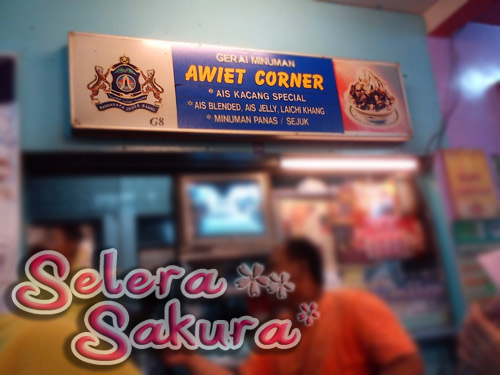 GERAI MINUMAN
AWIET CORNER
* AIS KACANG SPECIAL
* AIS BLENDED, AIS JELLY, LAICHI KHANG
* MINUMAN PANAS / SEJUK
G8
Selera
Sakura